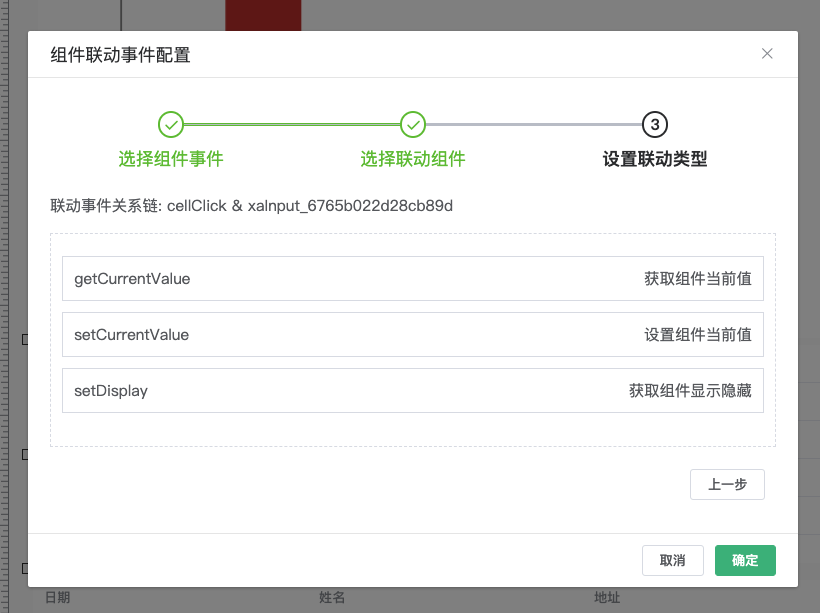 组件联动事件配置
3
选择组件事件 选择联动组件 设置联动类型
联动事件关系链: cellClick & xaInput_6765b022d28cb89d
getCurrentValue 获取组件当前值
setCurrentValue 设置组件当前值
setDisplay 获取组件显示隐藏
上一步
取消 确定
日期 姓名 地址